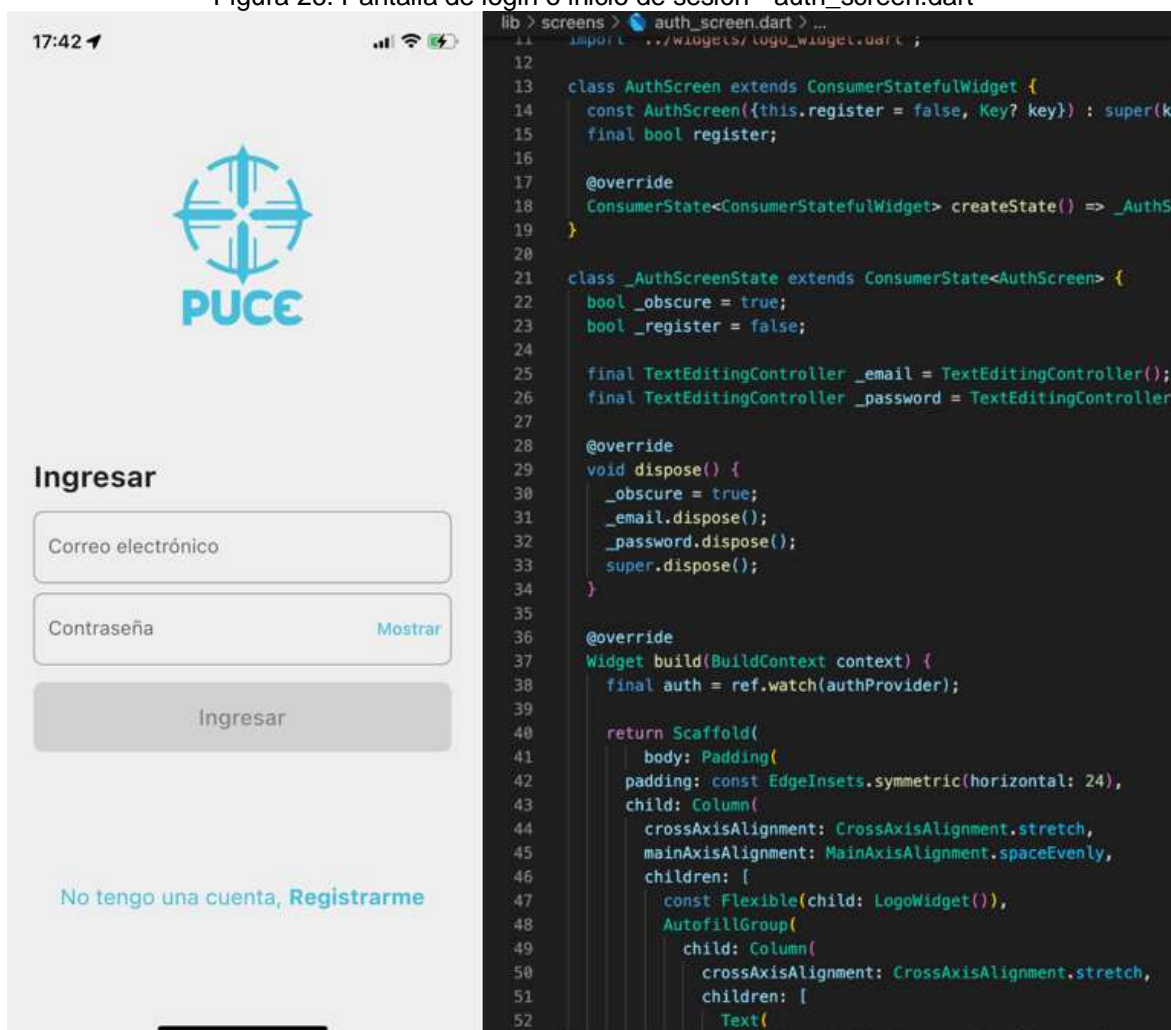 Figura 26. Pantalla de login o inicio de sesión - auth_screen.dart
17:42
PUCE
Ingresar
Correo electrónico
Contraseña Mostrar
Ingresar
No tengo una cuenta, Registrarme
lib > screens > auth_screen.dart > ...
11 import '../widgets/logo_widget.dart';
12
13 class AuthScreen extends ConsumerStatefulWidget {
14 const AuthScreen({this.register = false, Key? key}) : super(k
15 final bool register;
16
17 @override
18 ConsumerState<ConsumerStatefulWidget> createState() => _AuthS
19 }
20
21 class _AuthScreenState extends ConsumerState<AuthScreen> {
22 bool _obscure = true;
23 bool _register = false;
24
25 final TextEditingController _email = TextEditingController();
26 final TextEditingController _password = TextEditingController
27
28 @override
29 void dispose() {
30 _obscure = true;
31 _email.dispose();
32 _password.dispose();
33 super.dispose();
34 }
35
36 @override
37 Widget build(BuildContext context) {
38 final auth = ref.watch(authProvider);
39
40 return Scaffold(
41 body: Padding(
42 padding: const EdgeInsets.symmetric(horizontal: 24),
43 child: Column(
44 crossAxisAlignment: CrossAxisAlignment.stretch,
45 mainAxisAlignment: MainAxisAlignment.spaceEvenly,
46 children: [
47 const Flexible(child: LogoWidget()),
48 AutofillGroup(
49 child: Column(
50 crossAxisAlignment: CrossAxisAlignment.stretch,
51 children: [
52 Text(